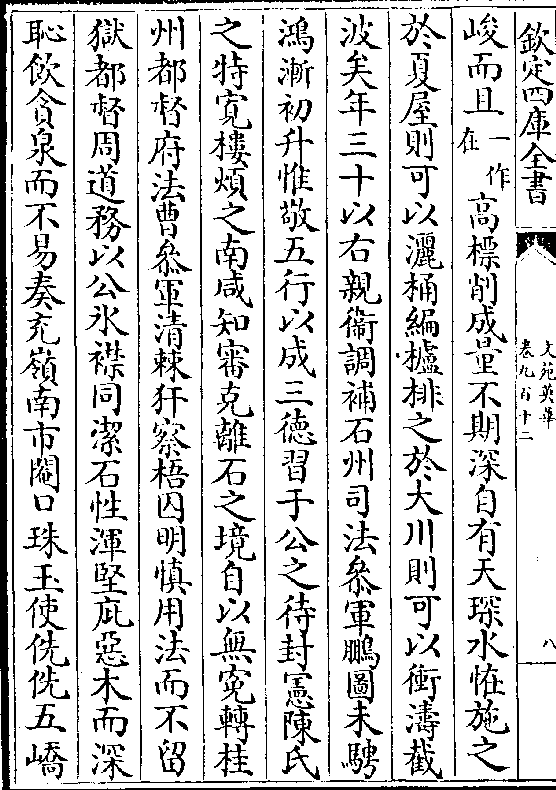 欽定四庫全書
文苑英華
卷九百十二
八
峻而且一作在高標削成量不期深自有天琛水恠施之
於夏屋則可以灑桶編櫨排之於大川則可以衝濤截
波矣年三十以右親衛調補石州司法叅軍鵬圖未騁
鴻漸初升惟敬五行以成三德習于公之待封憲陳氏
之特寛樓煩之南咸知審克離石之境自以無寃轉桂
州都督府法曹叅軍清棘犴察梧囚明慎用法而不留
獄都督周道務以公氷襟同潔石性渾堅庇惡木而深
恥飲貪泉而不易奏充嶺南市閹口珠玉使侁侁五嶠